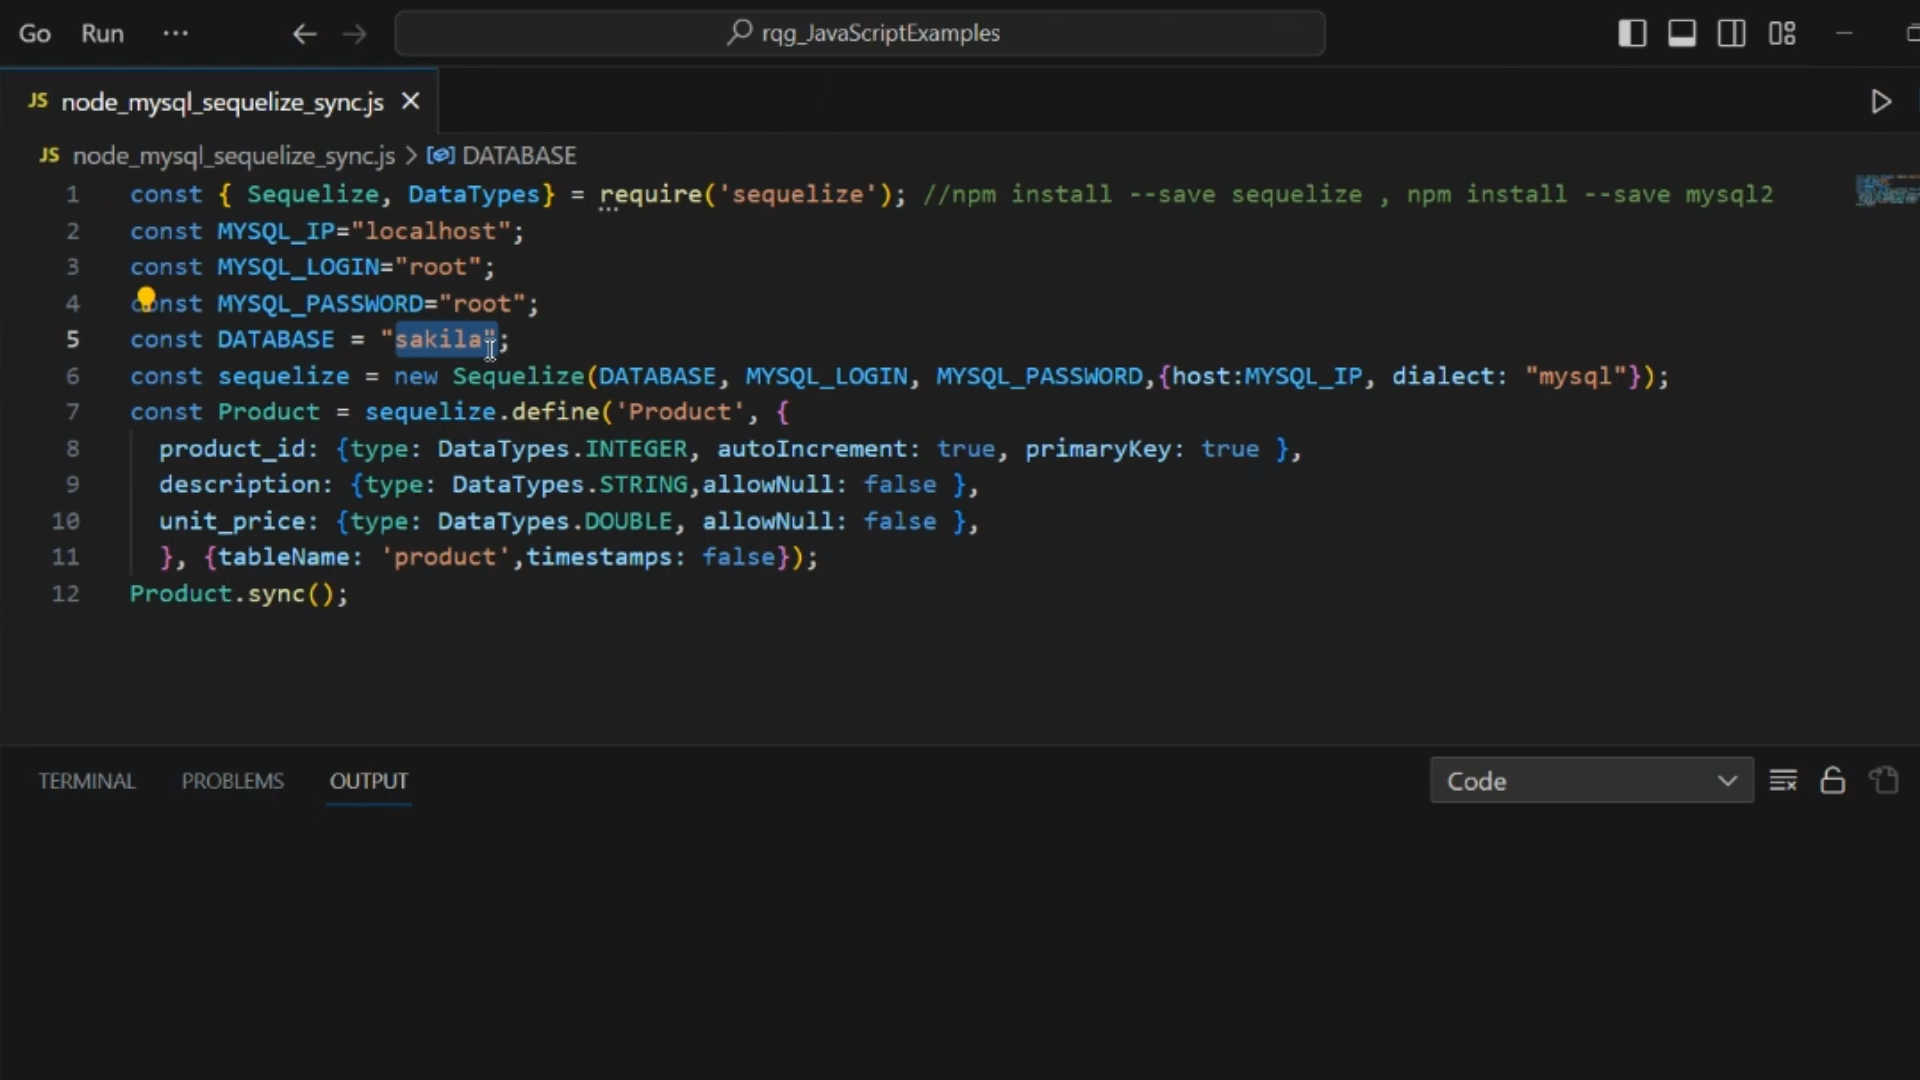 Go Run ··· rqg_JavaScriptExamples
JS node_mysql_sequelize_sync.js
JS node_mysql_sequelize_sync.js > DATABASE
1 const { Sequelize, DataTypes} = require('sequelize'); //npm install --save sequelize , npm install --save mysql2
2 const MYSQL_IP="localhost";
3 const MYSQL_LOGIN="root";
4 const MYSQL_PASSWORD="root";
5 const DATABASE = "sakila";
6 const sequelize = new Sequelize(DATABASE, MYSQL_LOGIN, MYSQL_PASSWORD,{host:MYSQL_IP, dialect: "mysql"});
7 const Product = sequelize.define('Product', {
8 product_id: {type: DataTypes.INTEGER, autoIncrement: true, primaryKey: true },
9 description: {type: DataTypes.STRING,allowNull: false },
10 unit_price: {type: DataTypes.DOUBLE, allowNull: false },
11 }, {tableName: 'product',timestamps: false});
12 Product.sync();
TERMINAL PROBLEMS OUTPUT Code